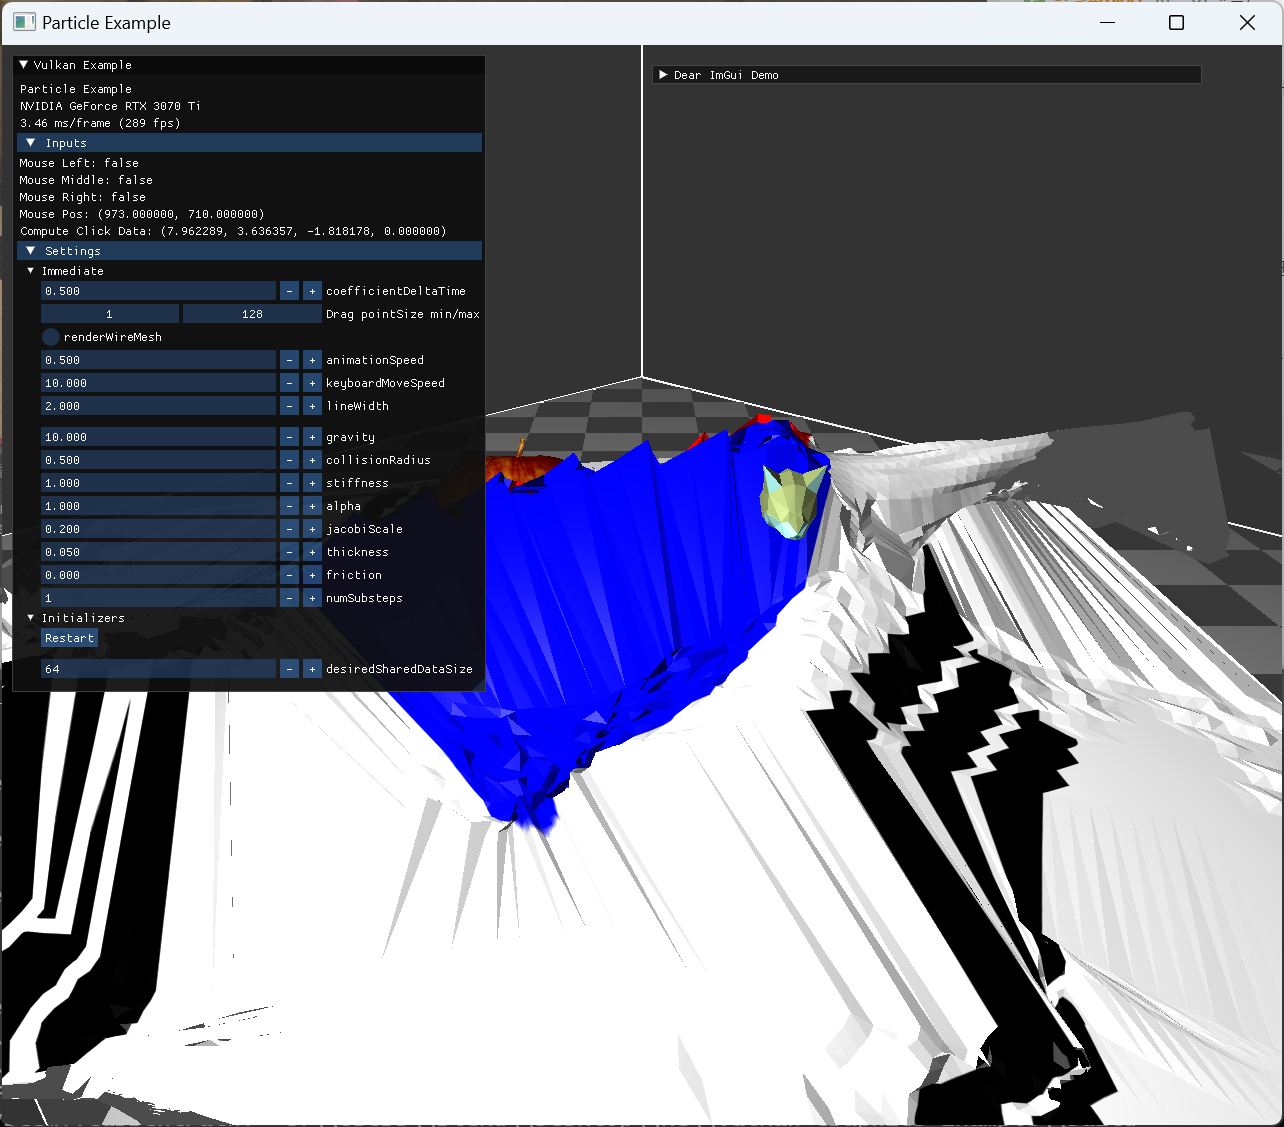 Particle Example
Vulkan Example
Particle Example
NVIDIA GeForce RTX 3070 Ti
3.46 ms/frame (289 fps)
Inputs
Mouse Left: false
Mouse Middle: false
Mouse Right: false
Mouse Pos: (973.000000, 710.000000)
Compute Click Data: (7.962289, 3.636357, -1.818178, 0.000000)
Settings
Immediate
0.500 - + coefficientDeltaTime
1 128 Drag pointSize min/max
renderWireMesh
0.500 - + animationSpeed
10.000 - + keyboardMoveSpeed
2.000 - + lineWidth
10.000 - + gravity
0.500 - + collisionRadius
1.000 - + stiffness
1.000 - + alpha
0.200 - + jacobiScale
0.050 - + thickness
0.000 - + friction
1 - + numSubsteps
Initializers
Restart
64 - + desiredSharedDataSize
Dear ImGui Demo